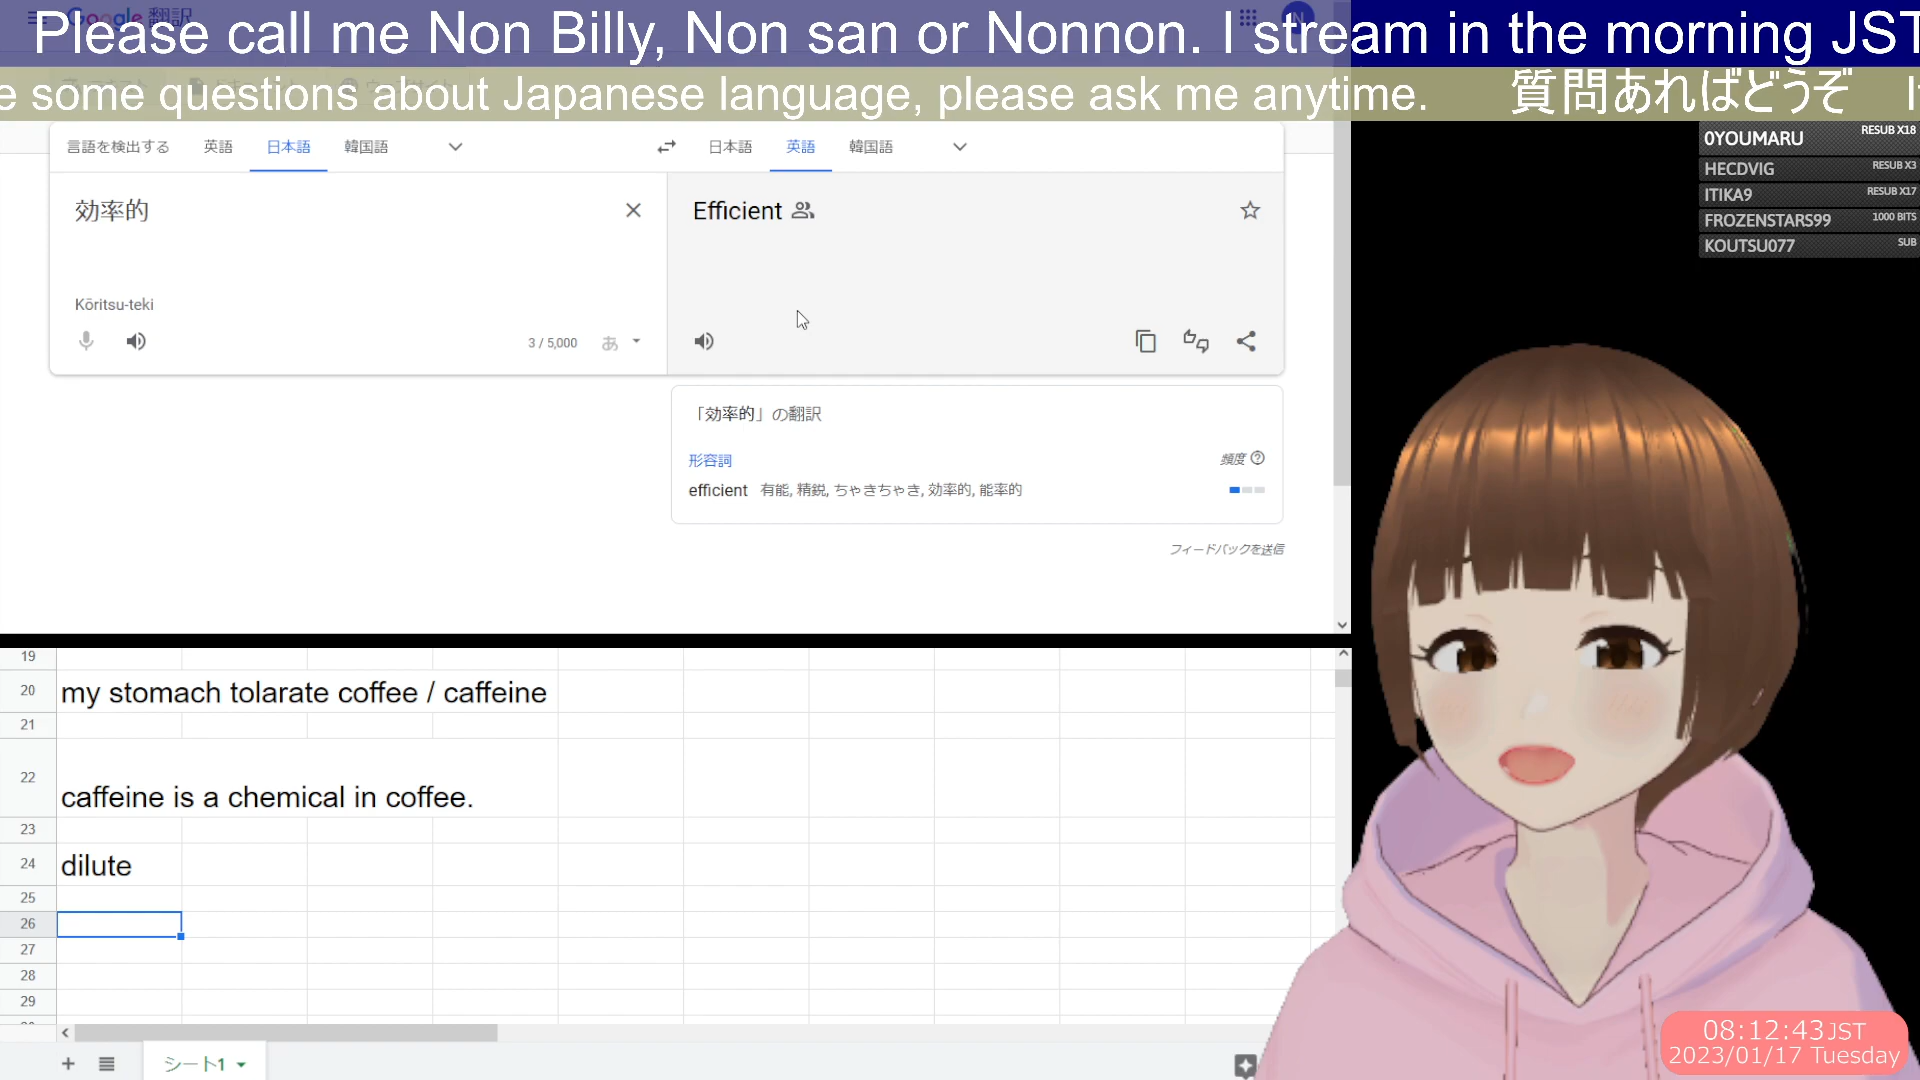 Please call me Non Billy, Non san or Nonnon. I stream in the morning JST
e some questions about Japanese language, please ask me anytime. 質問あればどうぞ
Google 翻訳
言語を検出する 英語 日本語 韓国語
日本語 英語 韓国語
効率的
Kōritsu-teki
3 / 5,000 あ
Efficient
「効率的」の翻訳
形容詞 頻度
efficient 有能, 精鋭, ちゃきちゃき, 効率的, 能率的
フィードバックを送信
0YOUMARU RESUB X18
HECDVIG RESUB X3
ITIKA9 RESUB X17
FROZENSTARS99 1000 BITS
KOUTSU077 SUB
19
20 my stomach tolarate coffee / caffeine
21
22 caffeine is a chemical in coffee.
23
24 dilute
25
26
27
28
29
シート1
08:12:43 JST
2023/01/17 Tuesday